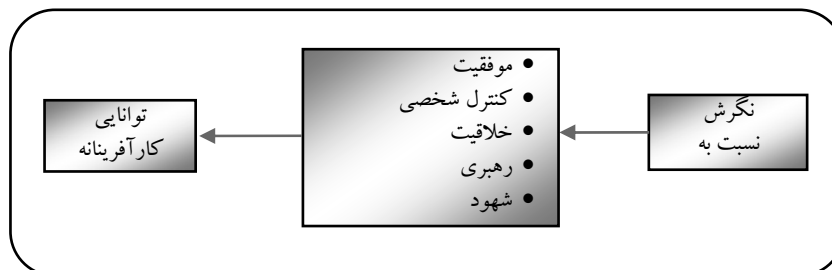 نگرش
نسبت به
• موفقیت
• کنترل شخصی
• خلاقیت
• رهبری
• شهود
توانایی
کارآفرینانه